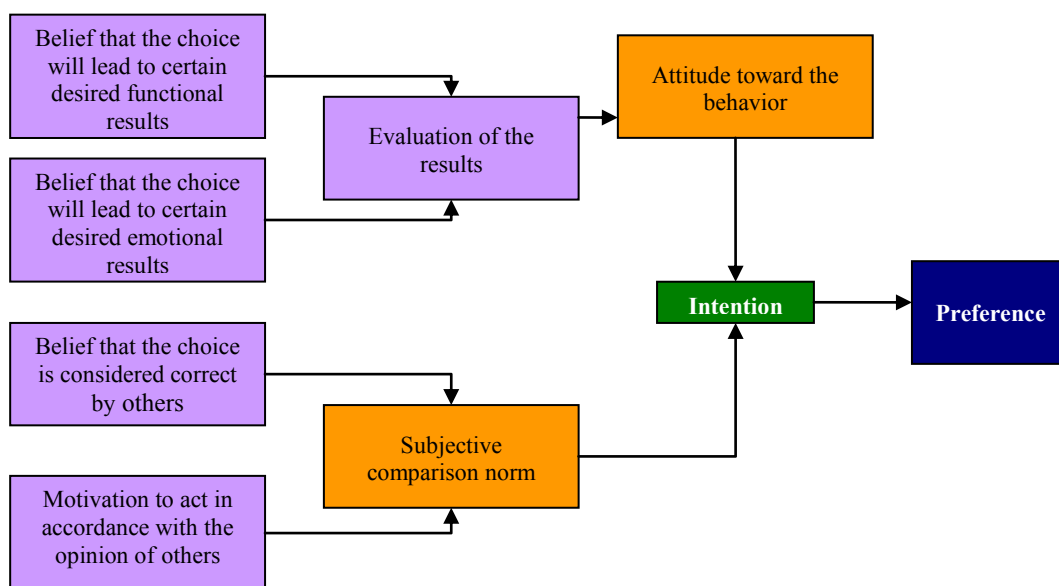 Belief that the choice
will lead to certain
desired functional
results
Evaluation of the
results
Attitude toward the
behavior
Belief that the choice
will lead to certain
desired emotional
results
Intention
Preference
Belief that the choice
is considered correct
by others
Subjective
comparison norm
Motivation to act in
accordance with the
opinion of others